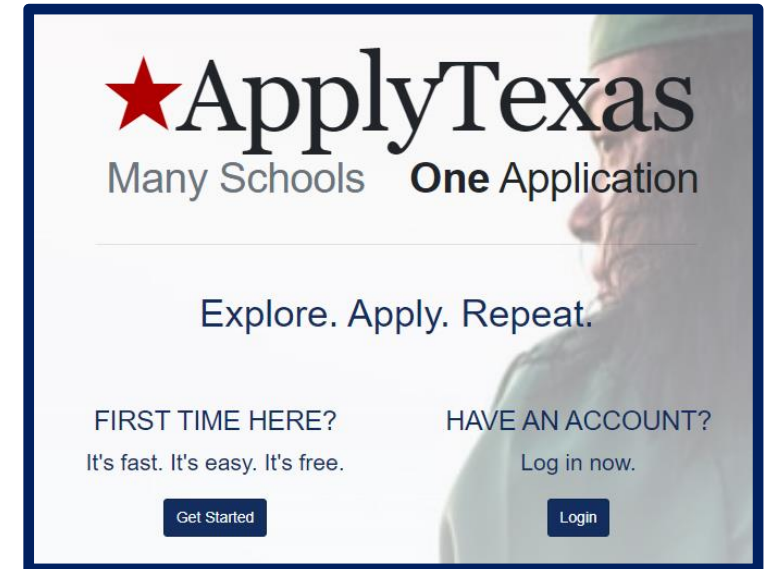 ApplyTexas
Many Schools One Application
Explore. Apply. Repeat.
FIRST TIME HERE?
It's fast. It's easy. It's free.
Get Started
HAVE AN ACCOUNT?
Log in now.
Login